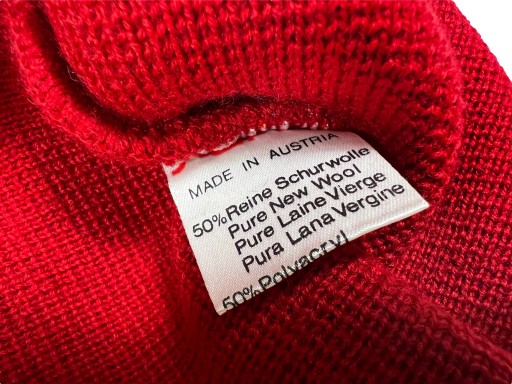 MADE IN AUSTRIA
50% Reine Schurwolle
Pure New Wool
Pure Laine Vierge
Pura Lana Vergine
50% Polyacryl